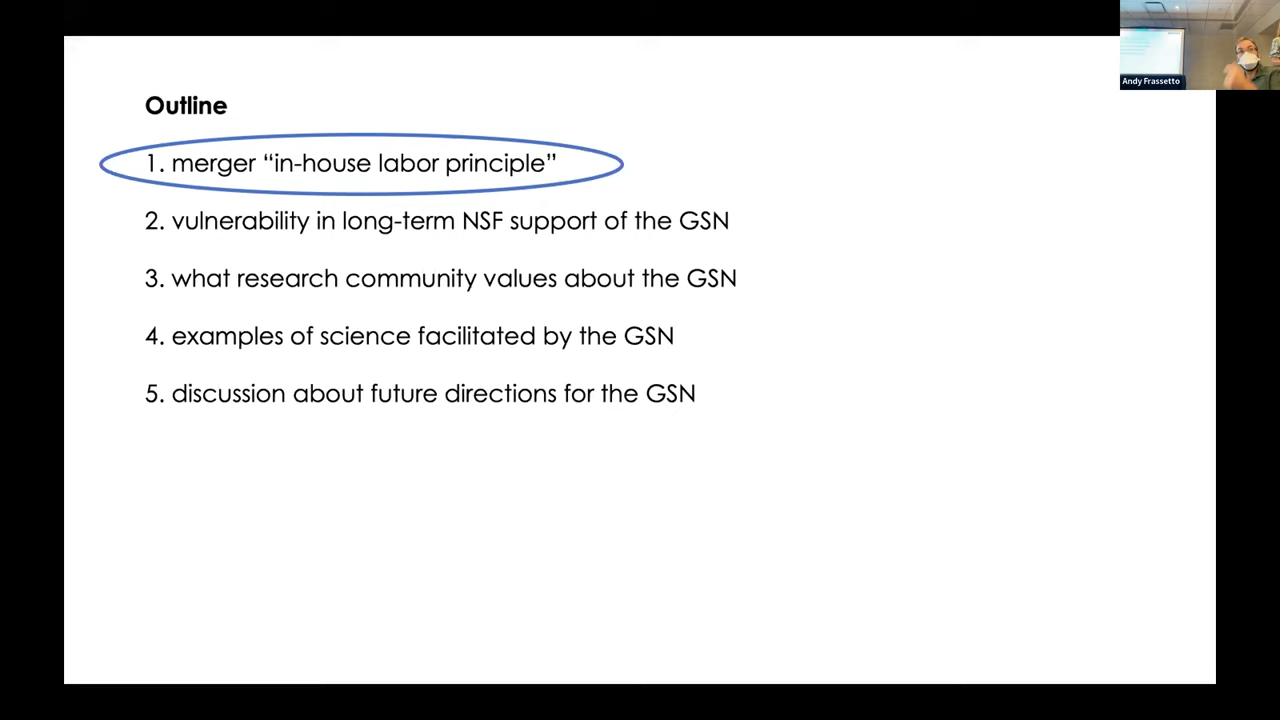 Outline
1. merger “in-house labor principle”
2. vulnerability in long-term NSF support of the GSN
3. what research community values about the GSN
4. examples of science facilitated by the GSN
5. discussion about future directions for the GSN
Andy Frassetto